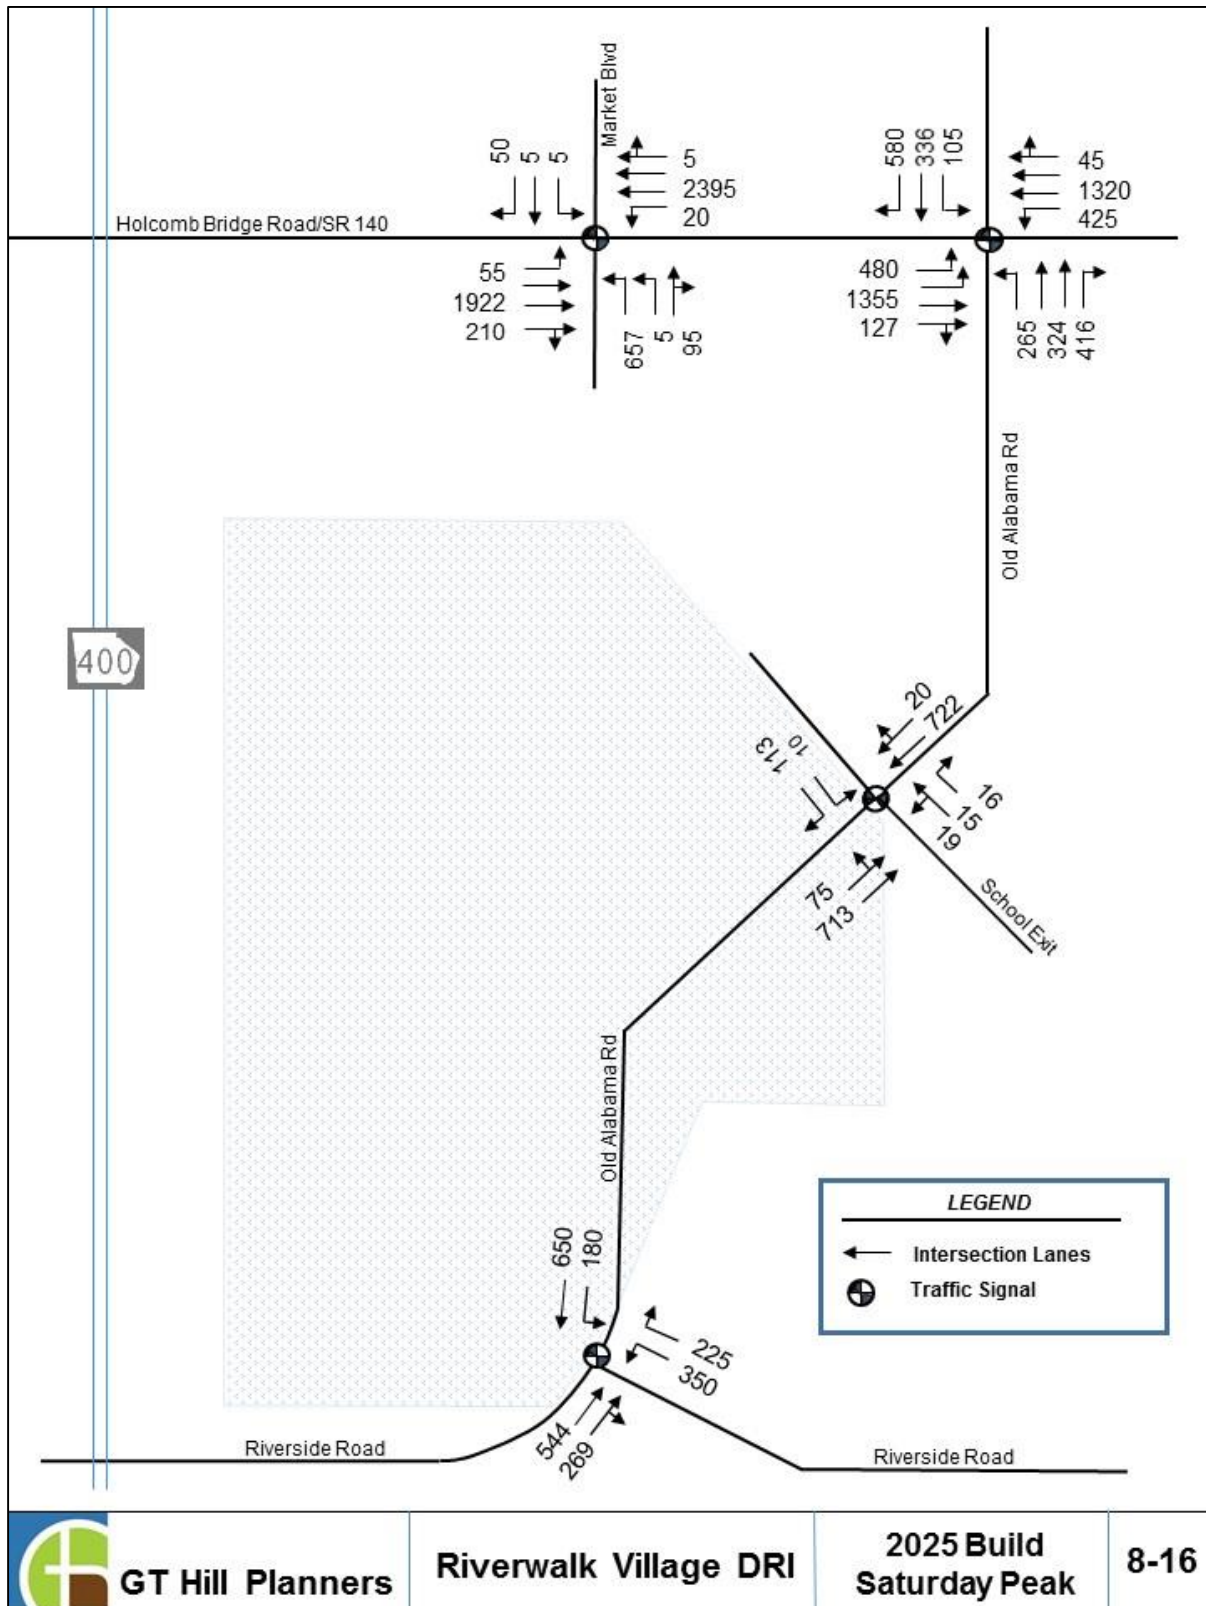 Market Blvd
50
5
5
5
2395
20
580
336
105
45
1320
425
Holcomb Bridge Road/SR 140
55
1922
210
657
5
95
480
1355
127
265
324
416
Old Alabama Rd
400
20
722
10
113
16
15
19
75
713
School Exit
Old Alabama Rd
LEGEND
Intersection Lanes
Traffic Signal
650
180
225
350
544
269
Riverside Road
Riverside Road
GT Hill Planners
Riverwalk Village DRI
2025 Build
Saturday Peak
8-16